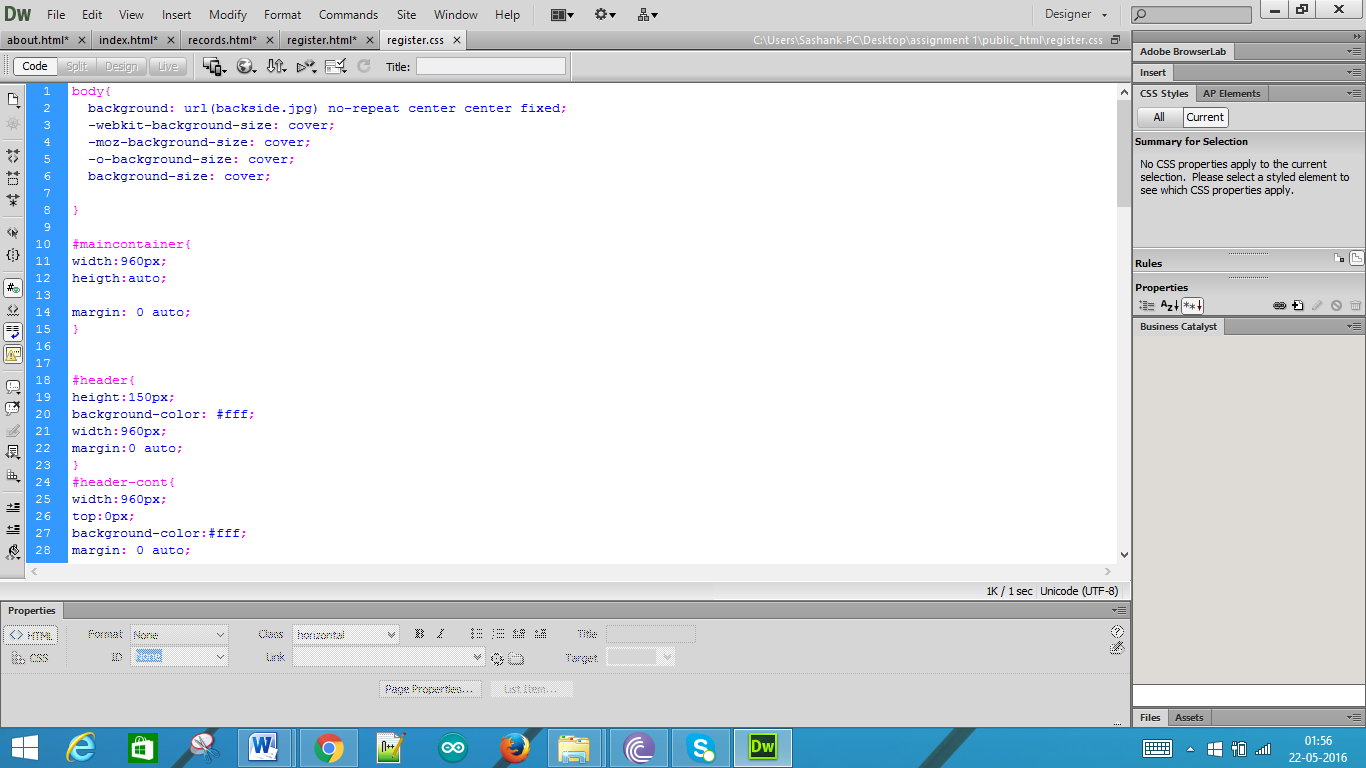 Dw File Edit View Insert Modify Format Commands Site Window Help Designer
about.html* index.html* records.html* register.html* register.css C:\Users\Sashank-PC\Desktop\assignment 1\public_html\register.css
Code Split Design Live Title:
1 body{
2 background: url(backside.jpg) no-repeat center center fixed;
3 -webkit-background-size: cover;
4 -moz-background-size: cover;
5 -o-background-size: cover;
6 background-size: cover;
7
8 }
9
10 #maincontainer{
11 width:960px;
12 heigth:auto;
13
14 margin: 0 auto;
15 }
16
17
18 #header{
19 height:150px;
20 background-color: #fff;
21 width:960px;
22 margin:0 auto;
23 }
24 #header-cont{
25 width:960px;
26 top:0px;
27 background-color:#fff;
28 margin: 0 auto;
1K / 1 sec Unicode (UTF-8)
Adobe BrowserLab
Insert
CSS Styles AP Elements
All Current
Summary for Selection
No CSS properties apply to the current
selection. Please select a styled element to
see which CSS properties apply.
Rules
Properties
Business Catalyst
Files Assets
Properties
<> HTML Format None Class horizontal B I Title
CSS ID None Link Target
Page Properties... List Item...
Dw
01:56
22-05-2016